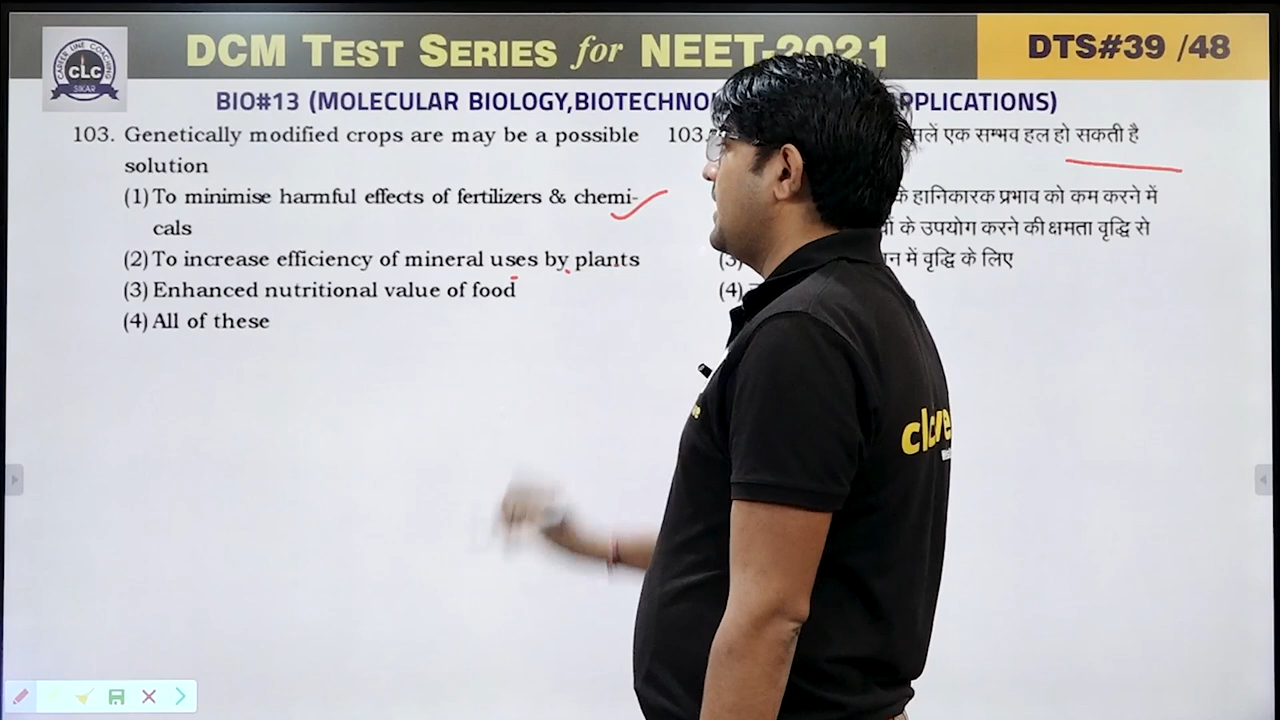 DCM TEST SERIES for NEET-2021
DTS#39 /48
CAREER LINE COACHING
CLC
SIKAR
BIO#13 (MOLECULAR BIOLOGY,BIOTECHNO PPLICATIONS)
103. Genetically modified crops are may be a possible
solution
(1) To minimise harmful effects of fertilizers & chemi-
cals
(2) To increase efficiency of mineral uses by plants
(3) Enhanced nutritional value of food
(4) All of these
103. एक सम्भव हल हो सकती है
के हानिकारक प्रभाव को कम करने में
के उपयोग करने की क्षमता वृद्धि से
(3) में वृद्धि के लिए
(4)